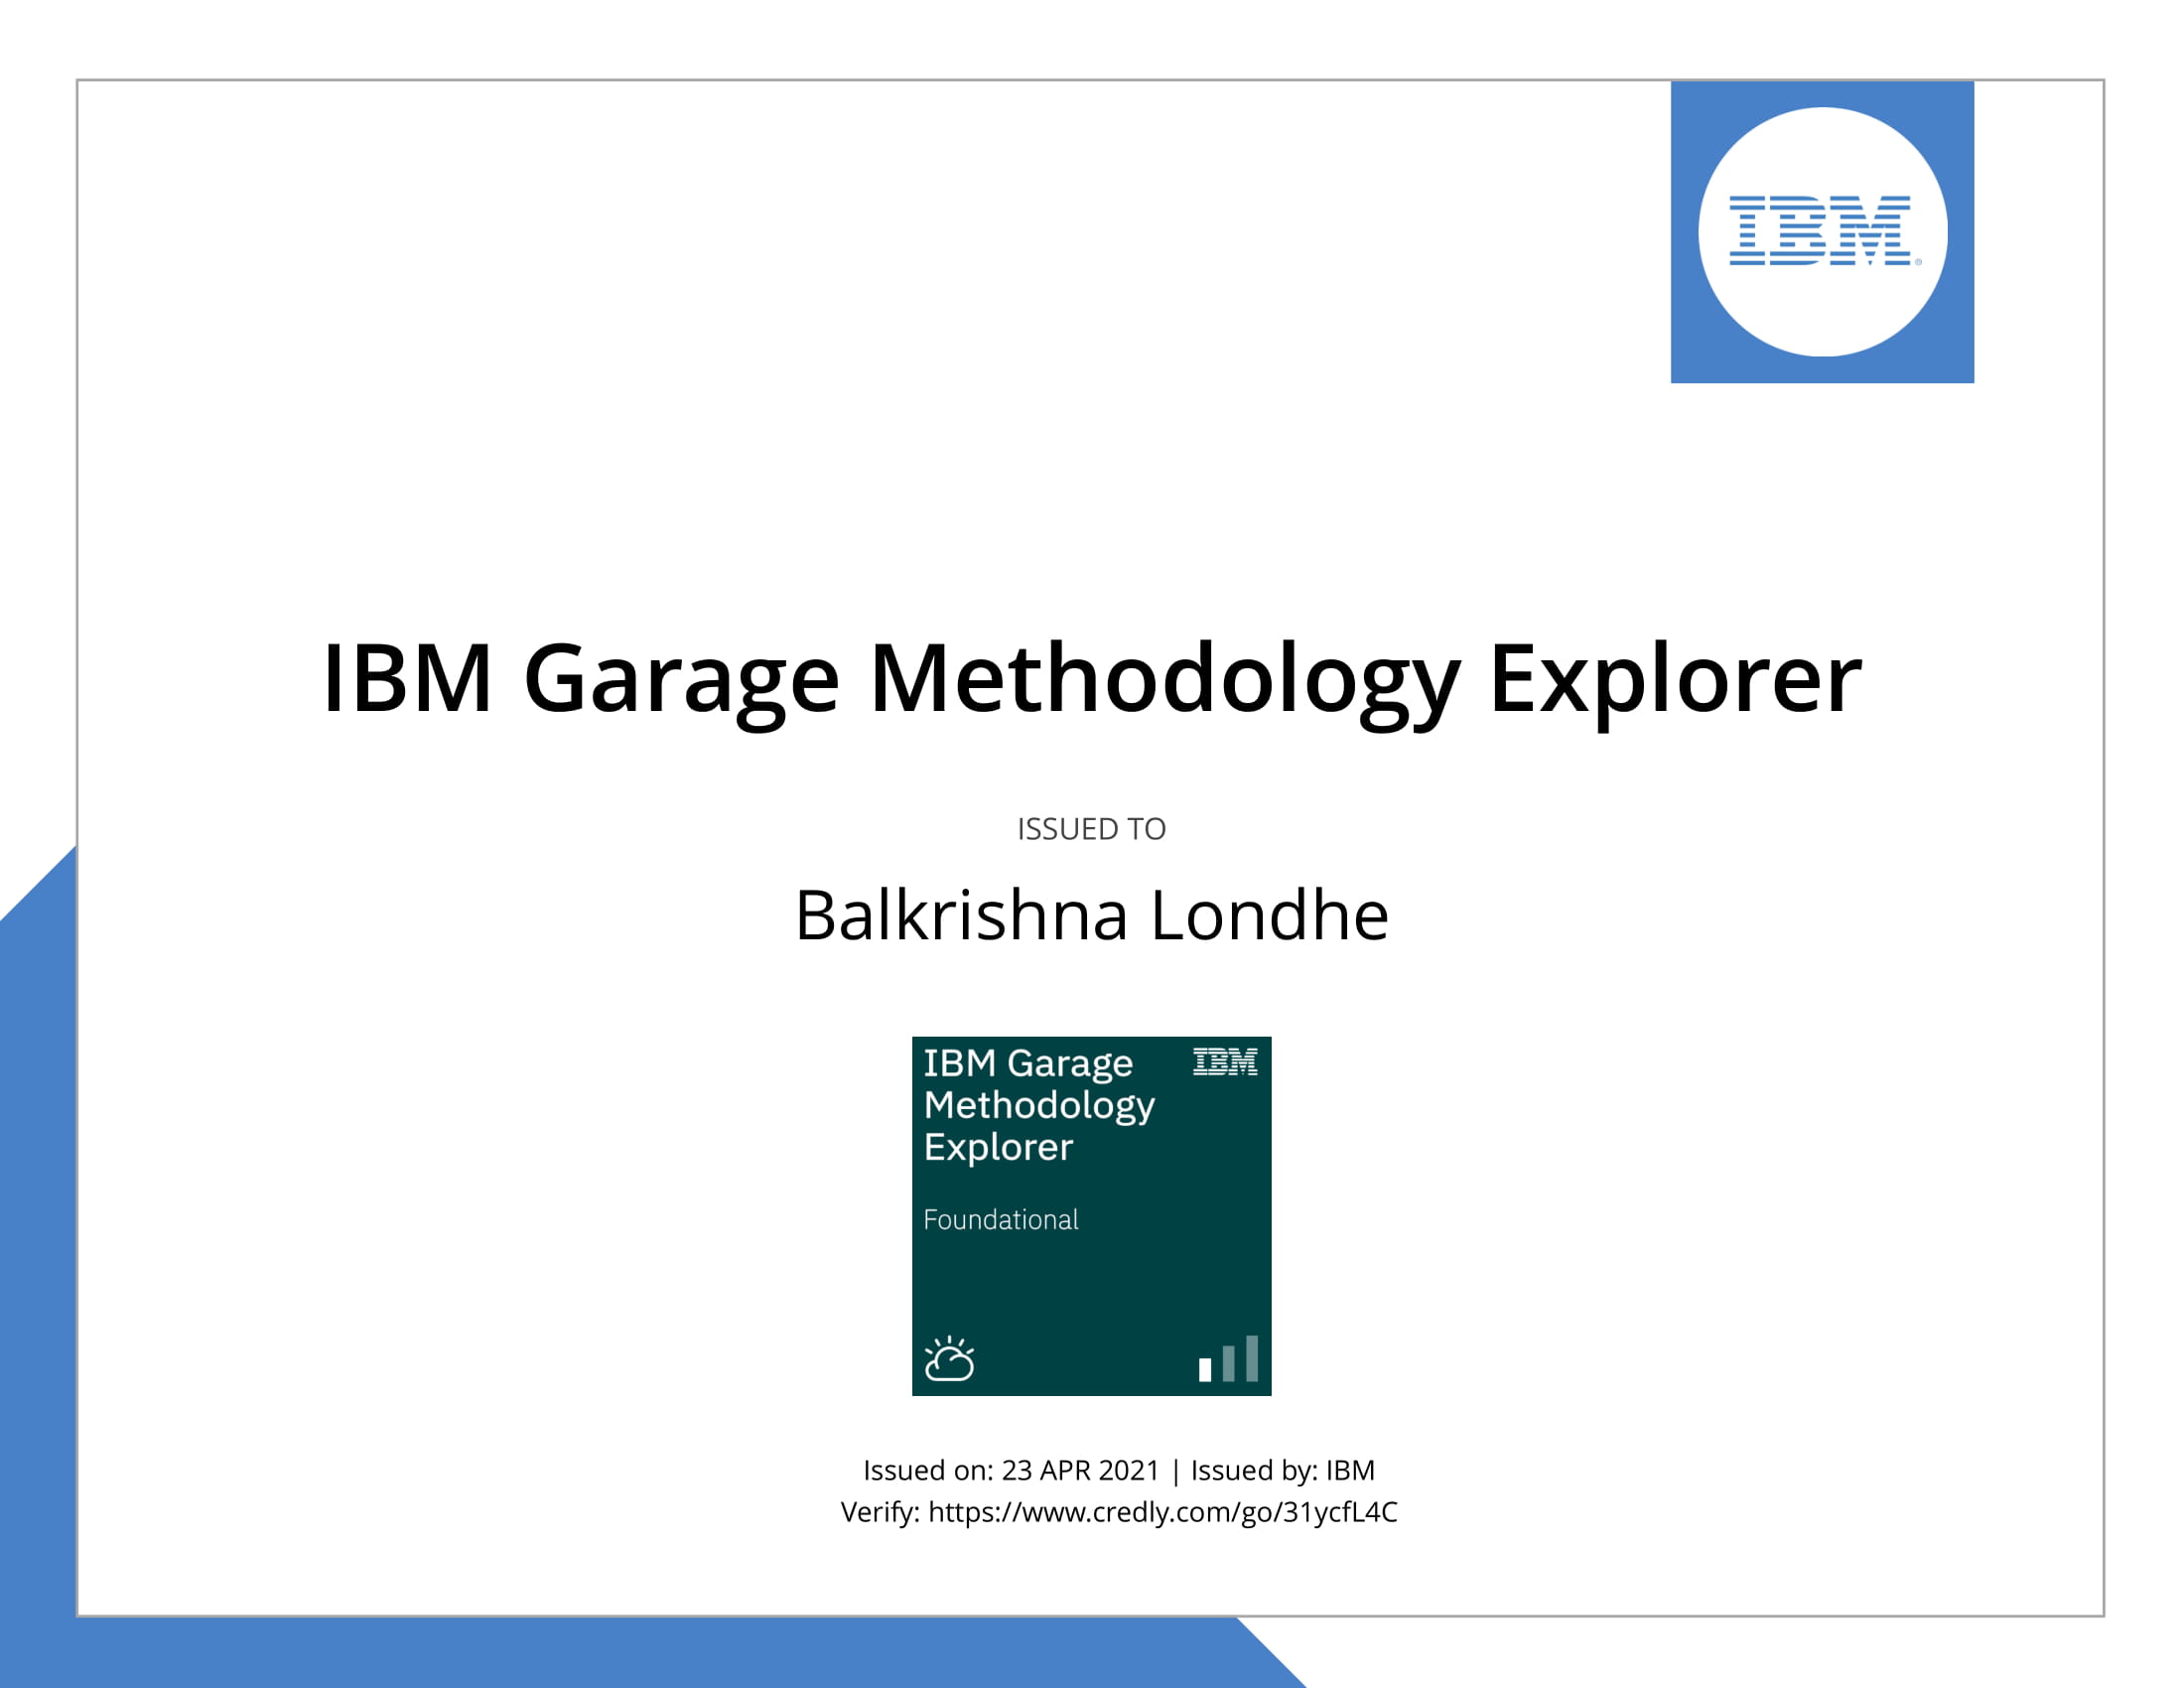 IBM®
IBM Garage Methodology Explorer
ISSUED TO
Balkrishna Londhe
IBM Garage
IBM
Methodology
Explorer
Foundational
Issued on: 23 APR 2021 | Issued by: IBM
Verify: https://www.credly.com/go/31ycfL4C